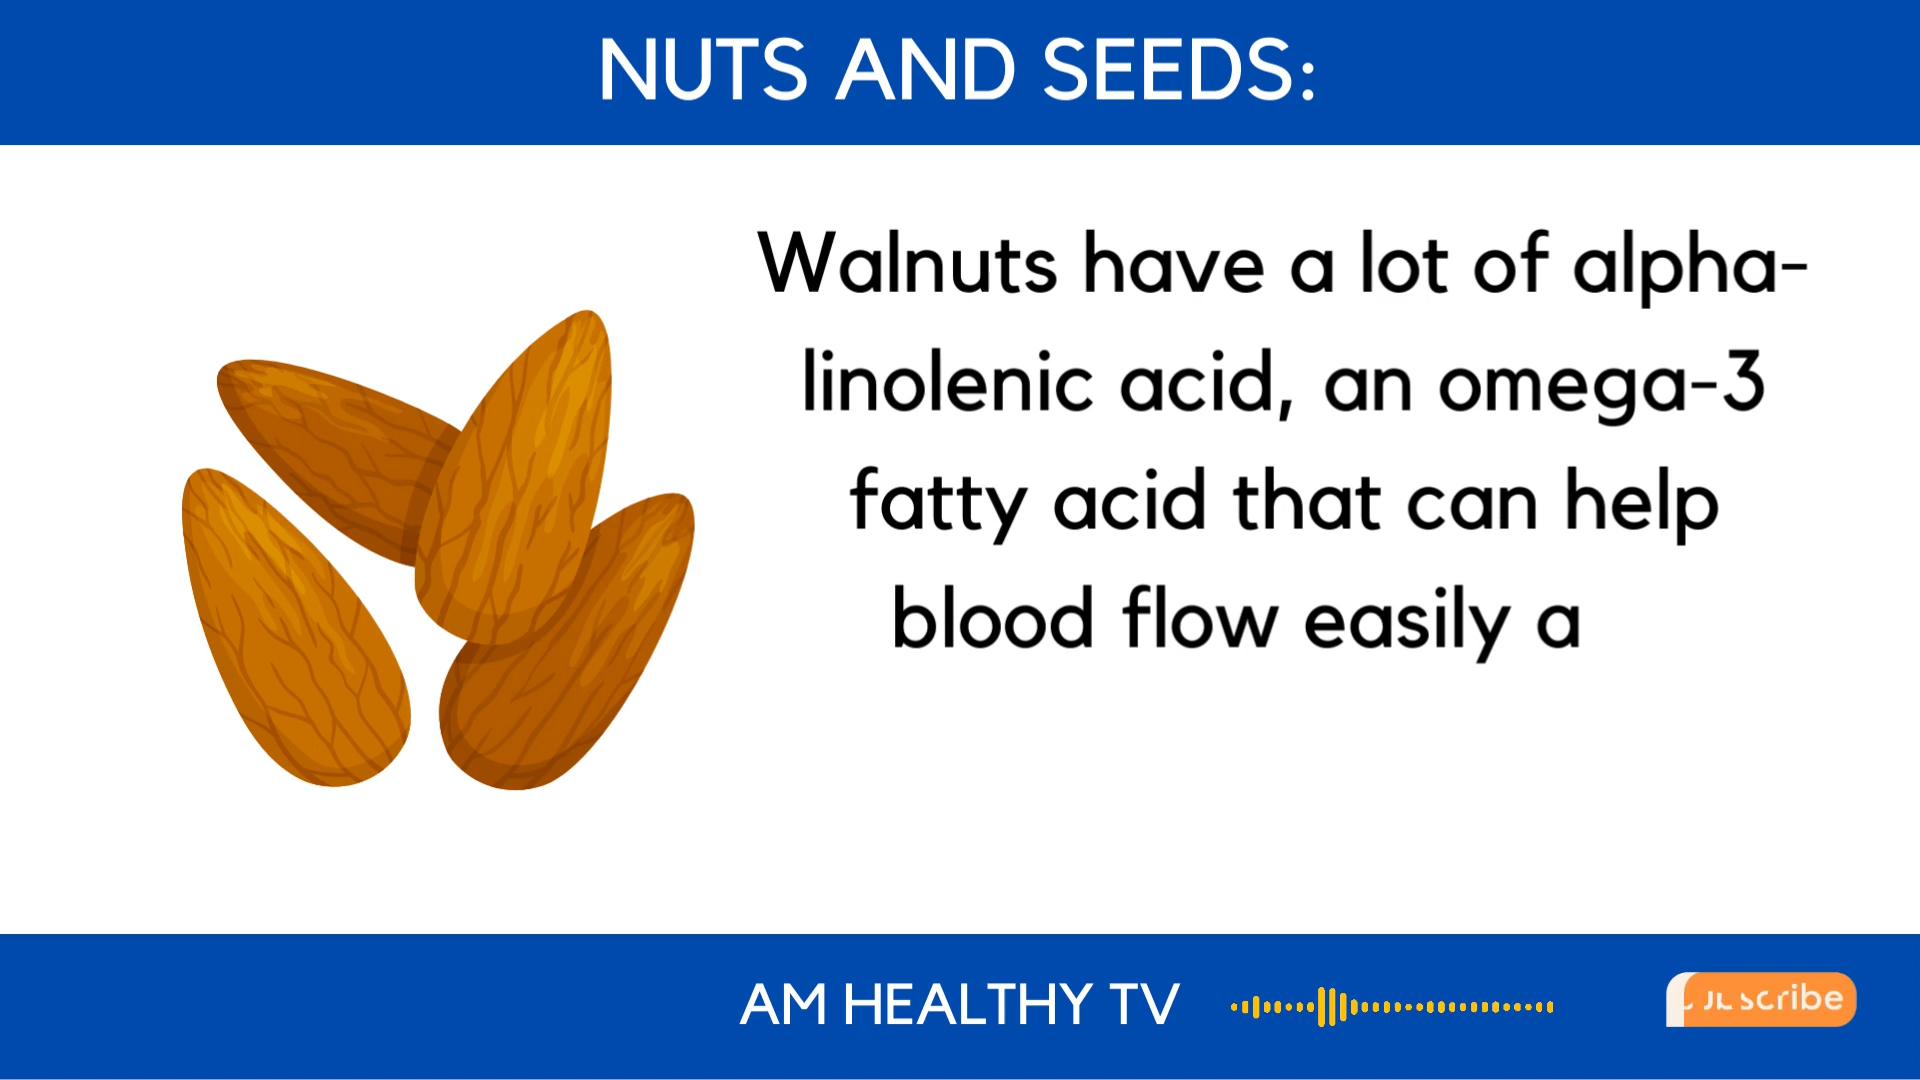 NUTS AND SEEDS:
Walnuts have a lot of alpha-
linolenic acid, an omega-3
fatty acid that can help
blood flow easily a
AM HEALTHY TV